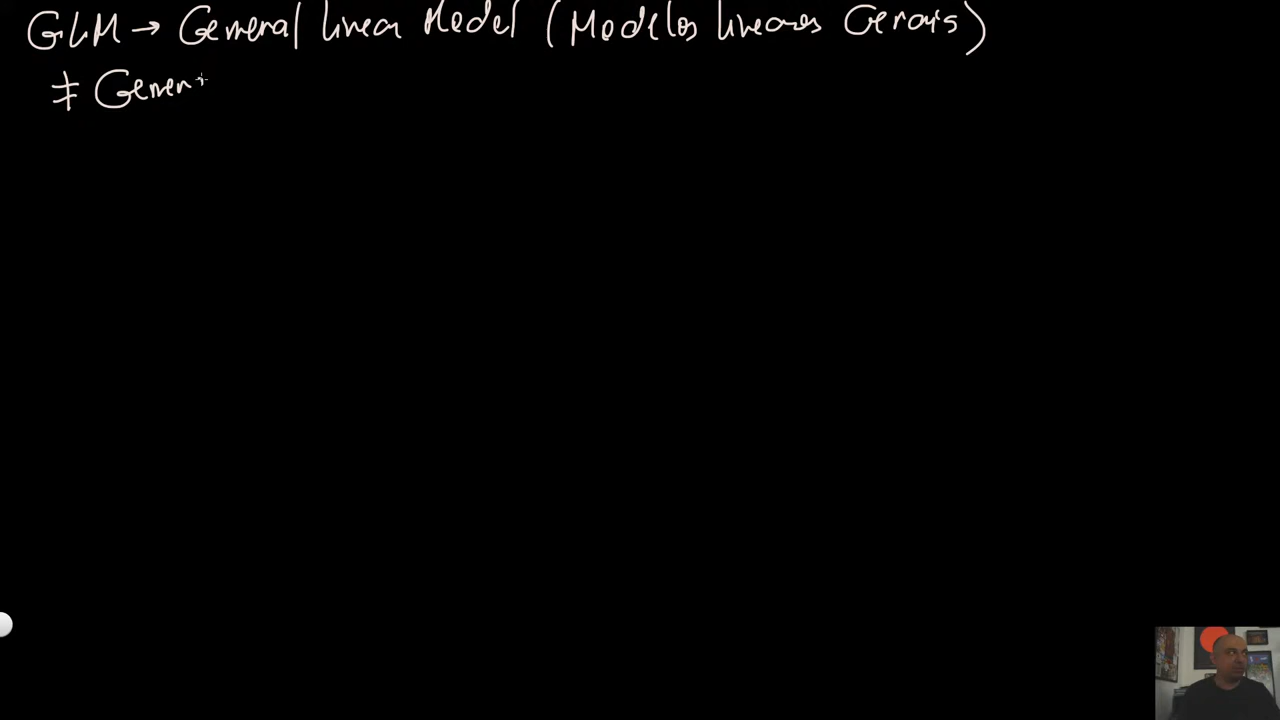 GLM → General Linear Model (Modelos Lineares Gerais)
≠ Gener